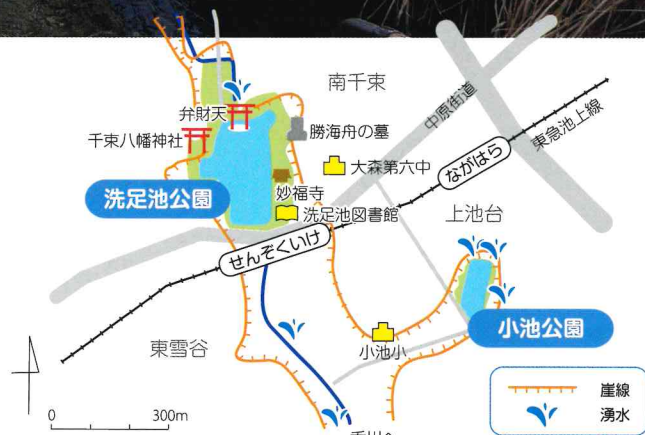 南千束
弁財天
千束八幡神社
勝海舟の墓
中原街道
東急池上線
大森第六中
ながはら
妙福寺
洗足池公園
洗足池図書館
上池台
せんぞくいけ
小池公園
東雪谷
小池小
崖線
湧水
0 300m